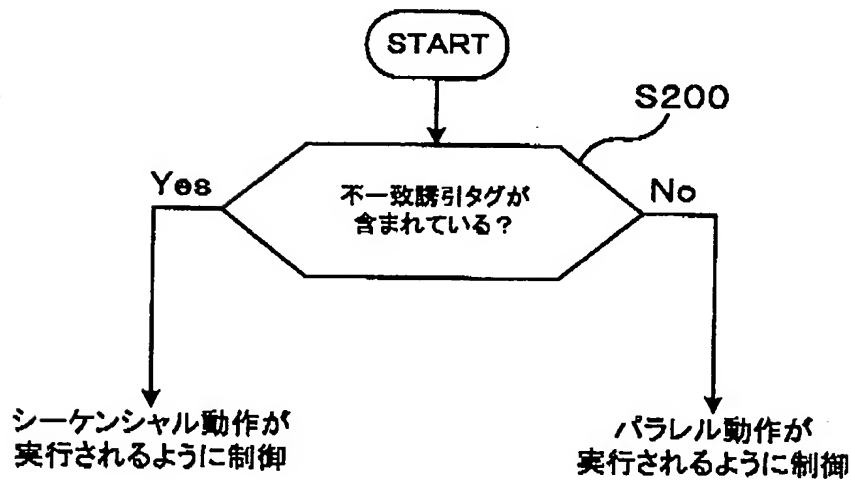 START
S200
Yes
不一致誘引タグが
含まれている？
No
シーケンシャル動作が
実行されるように制御
パラレル動作が
実行されるように制御